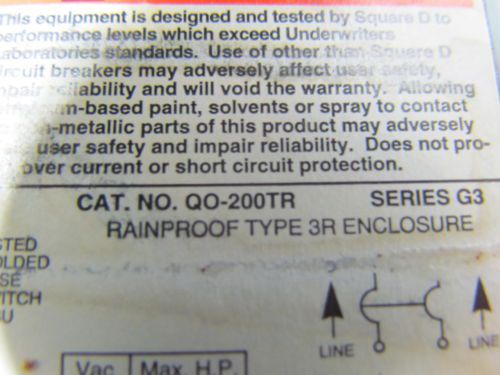 This equipment is designed and tested by Square D to
performance levels which exceed Underwriters
Laboratories standards. Use of other than Square D
circuit breakers may adversely affect user safety,
impair reliability and will void the warranty. Allowing
-based paint, solvents or spray to contact
-metallic parts of this product may adversely
user safety and impair reliability. Does not pro-
over current or short circuit protection.
CAT. NO. QO-200TR SERIES G3
RAINPROOF TYPE 3R ENCLOSURE
STED
OLDED
SE
ITCH
U
LINE LINE
Vac Max. H.P.